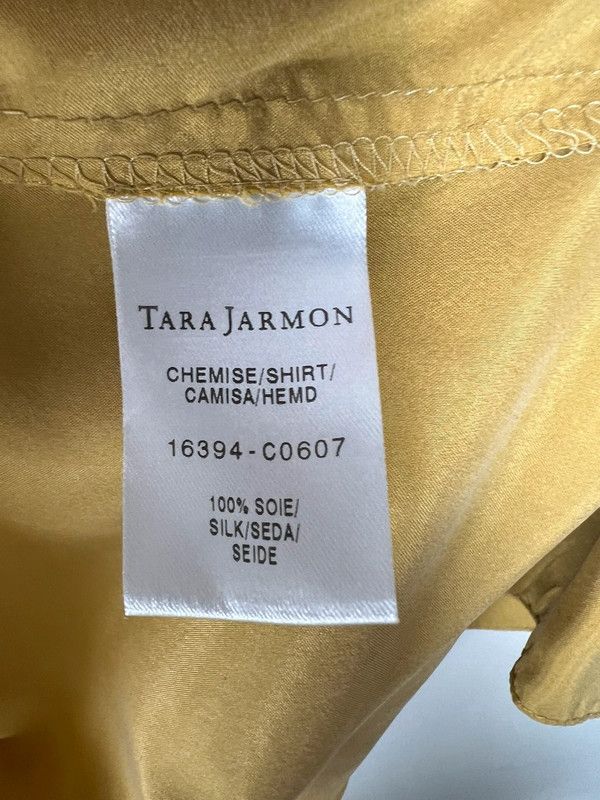 TARA JARMON
CHEMISE/SHIRT/
CAMISA/HEMD
16394-C0607
100% SOIE/
SILK/SEDA/
SEIDE